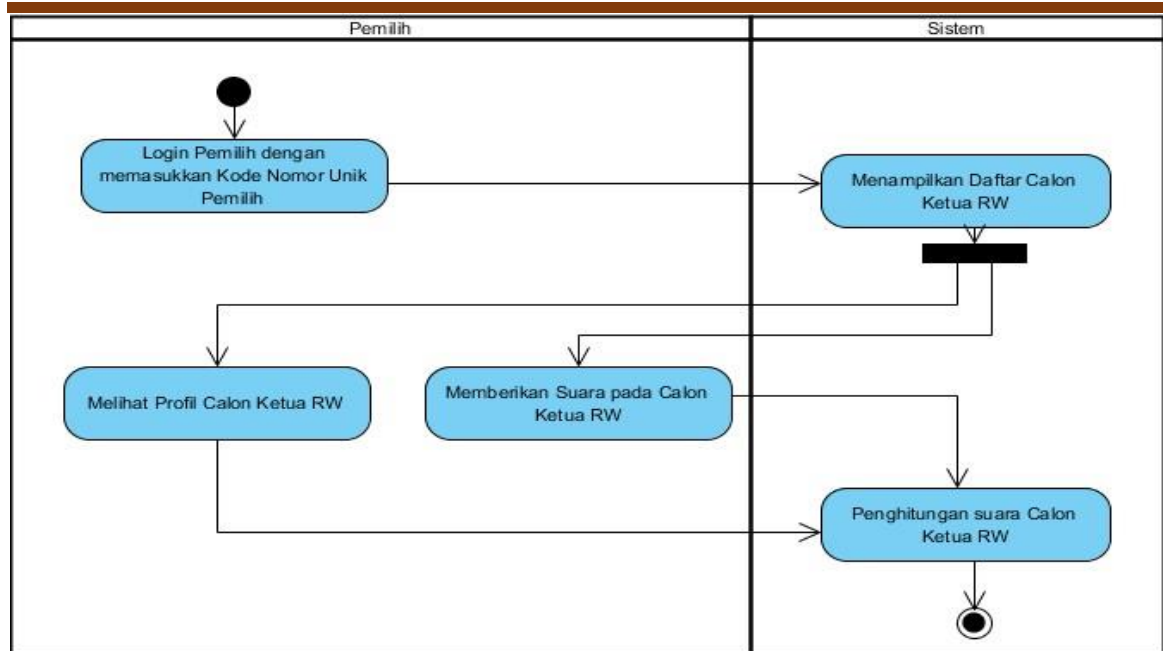 Pemilih
Sistem
Login Pemilih dengan
memasukkan Kode Nomor Unik
Pemilih
Menampilkan Daftar Calon
Ketua RW
Melihat Profil Calon Ketua RW
Memberikan Suara pada Calon
Ketua RW
Penghitungan suara Calon
Ketua RW